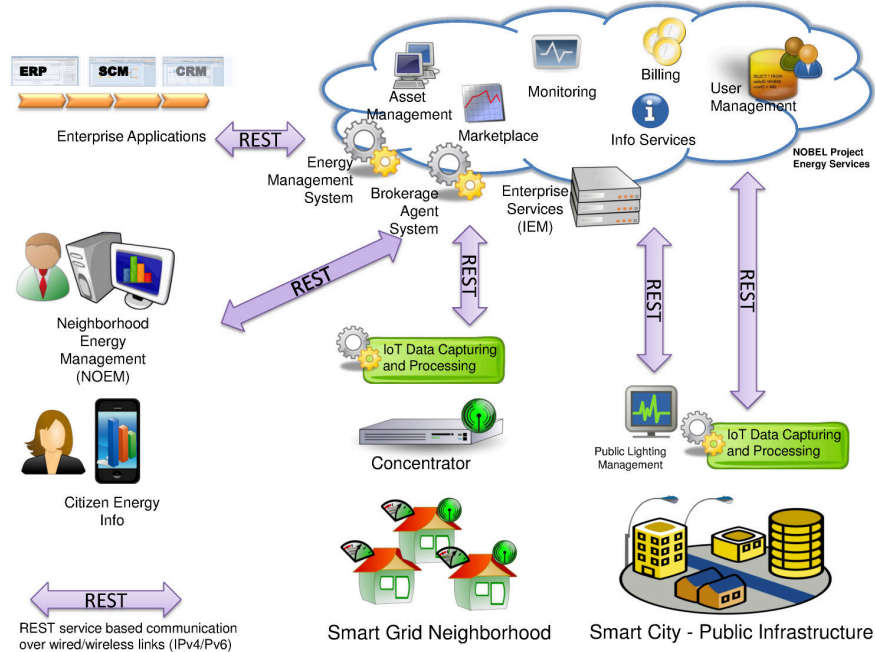 ERP
SCM
CRM
Enterprise Applications
REST
Asset
Management
Monitoring
Billing
SELECT * FROM
User
Management
Marketplace
Info Services
NOBEL Project
Energy Services
Energy
Management
System
Brokerage
Agent
System
Enterprise
Services
(IEM)
REST
REST
REST
REST
Neighborhood
Energy
Management
(NOEM)
IoT Data Capturing
and Processing
Concentrator
Public Lighting
Management
IoT Data Capturing
and Processing
Citizen Energy
Info
REST
REST service based communication
over wired/wireless links (IPv4/Pv6)
Smart Grid Neighborhood
Smart City - Public Infrastructure